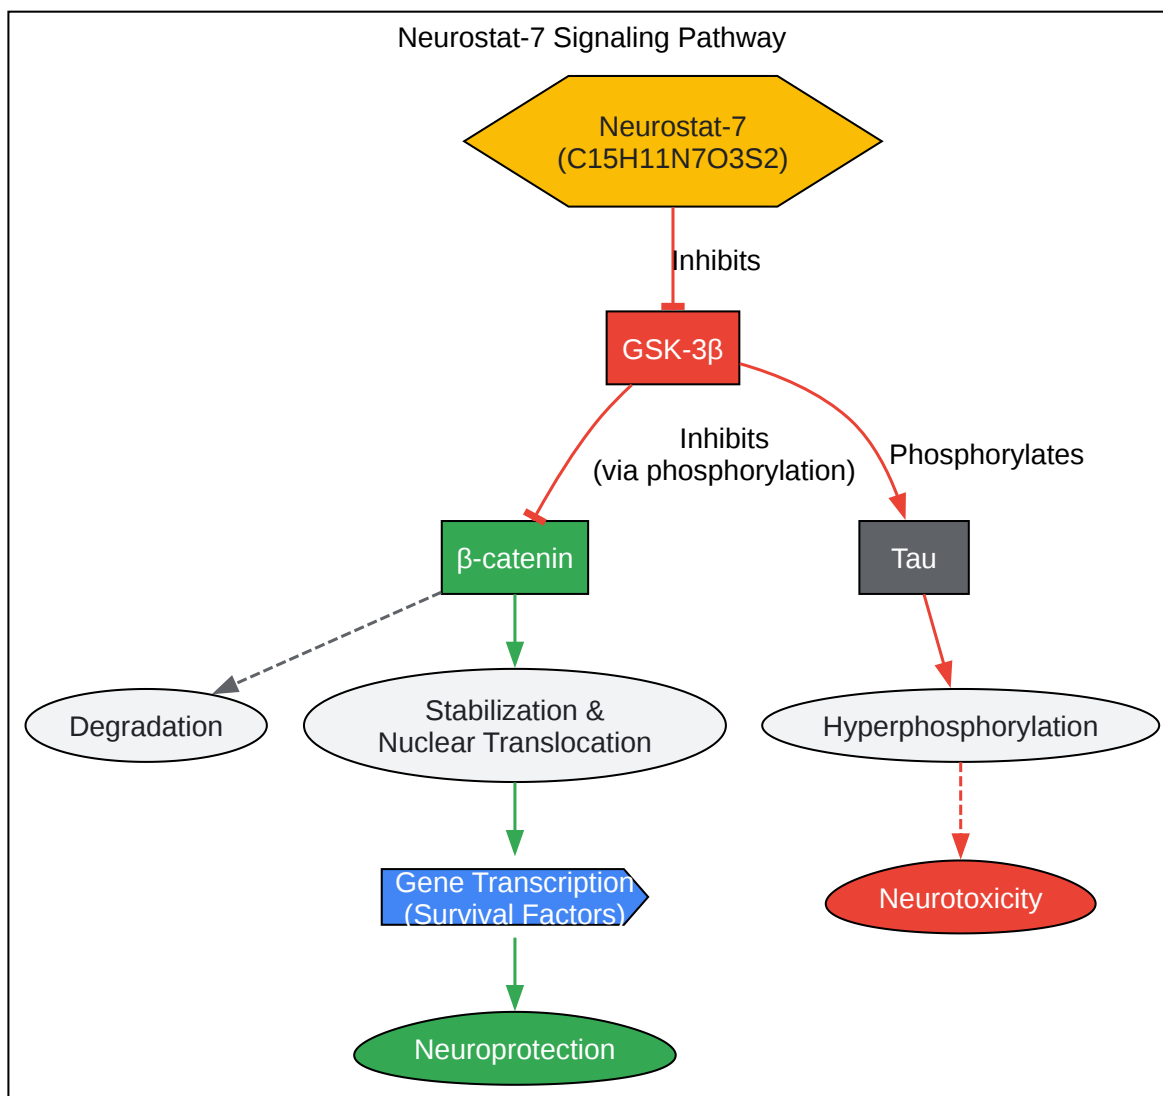 Neurostat-7 Signaling Pathway
Neurostat-7
(C15H11N7O3S2)
Inhibits
GSK-3β
Inhibits
(via phosphorylation)
Phosphorylates
β-catenin
Tau
Degradation
Stabilization &
Nuclear Translocation
Hyperphosphorylation
Gene Transcription
(Survival Factors)
Neurotoxicity
Neuroprotection